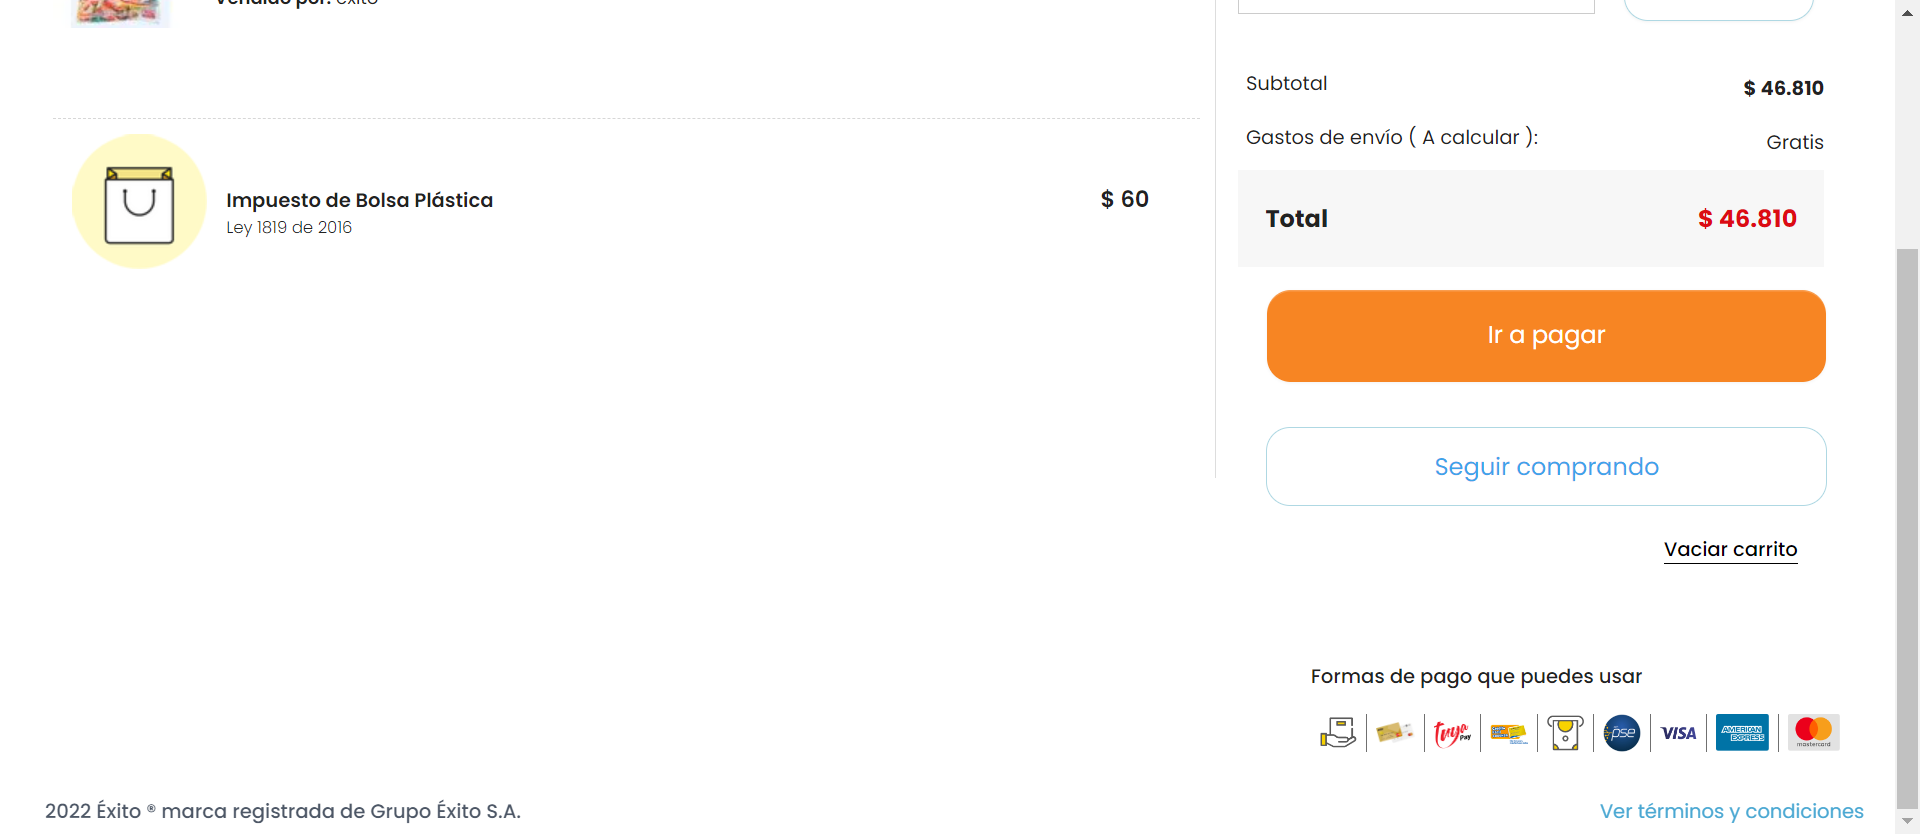 Vendido por: éxito
Subtotal
$ 46.810
Gastos de envío ( A calcular ):
Gratis
Impuesto de Bolsa Plástica
$ 60
Ley 1819 de 2016
Total
$ 46.810
Ir a pagar
Seguir comprando
Vaciar carrito
Formas de pago que puedes usar
tuya pay
pse
VISA
AMERICAN EXPRESS
mastercard
2022 Éxito ® marca registrada de Grupo Éxito S.A.
Ver términos y condiciones